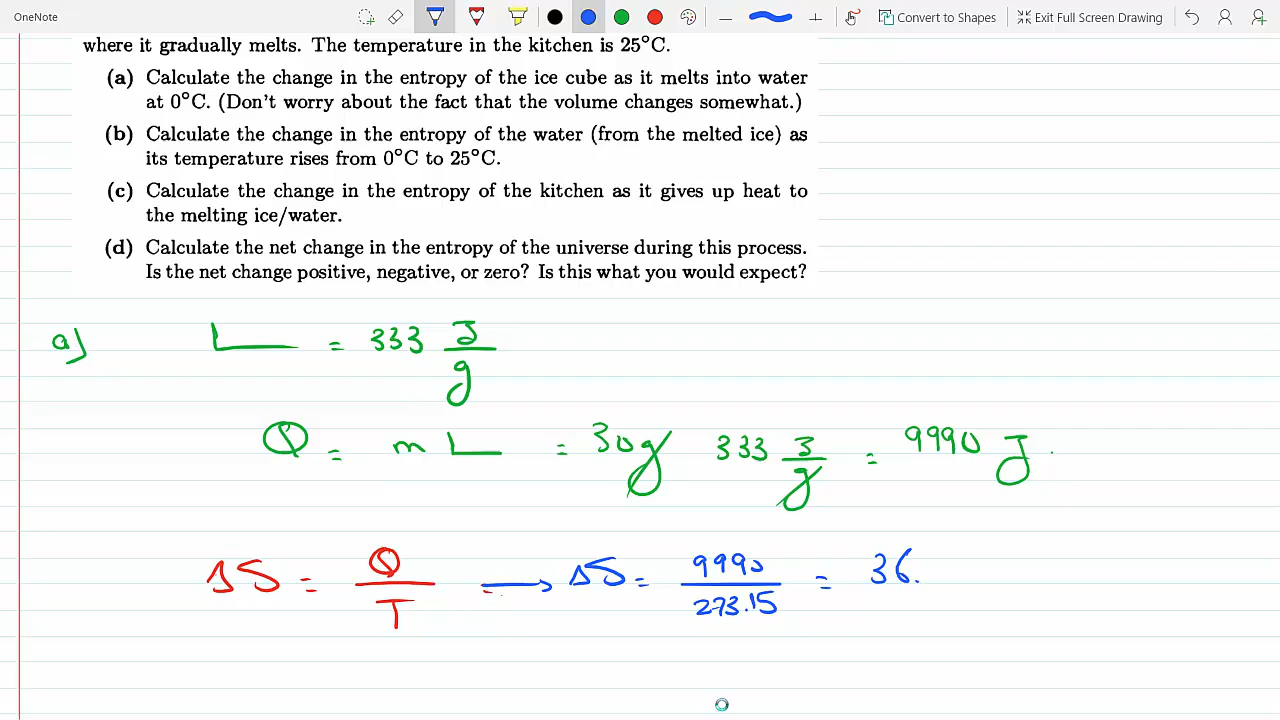 OneNote
Convert to Shapes
Exit Full Screen Drawing
where it gradually melts. The temperature in the kitchen is 25°C.
(a) Calculate the change in the entropy of the ice cube as it melts into water
at 0°C. (Don't worry about the fact that the volume changes somewhat.)
(b) Calculate the change in the entropy of the water (from the melted ice) as
its temperature rises from 0°C to 25°C.
(c) Calculate the change in the entropy of the kitchen as it gives up heat to
the melting ice/water.
(d) Calculate the net change in the entropy of the universe during this process.
Is the net change positive, negative, or zero? Is this what you would expect?
a) L = 333 J/g
Q = m L = 30g 333 J/g = 9990 J.
ΔS = Q/T → ΔS = 9990/273.15 = 36.